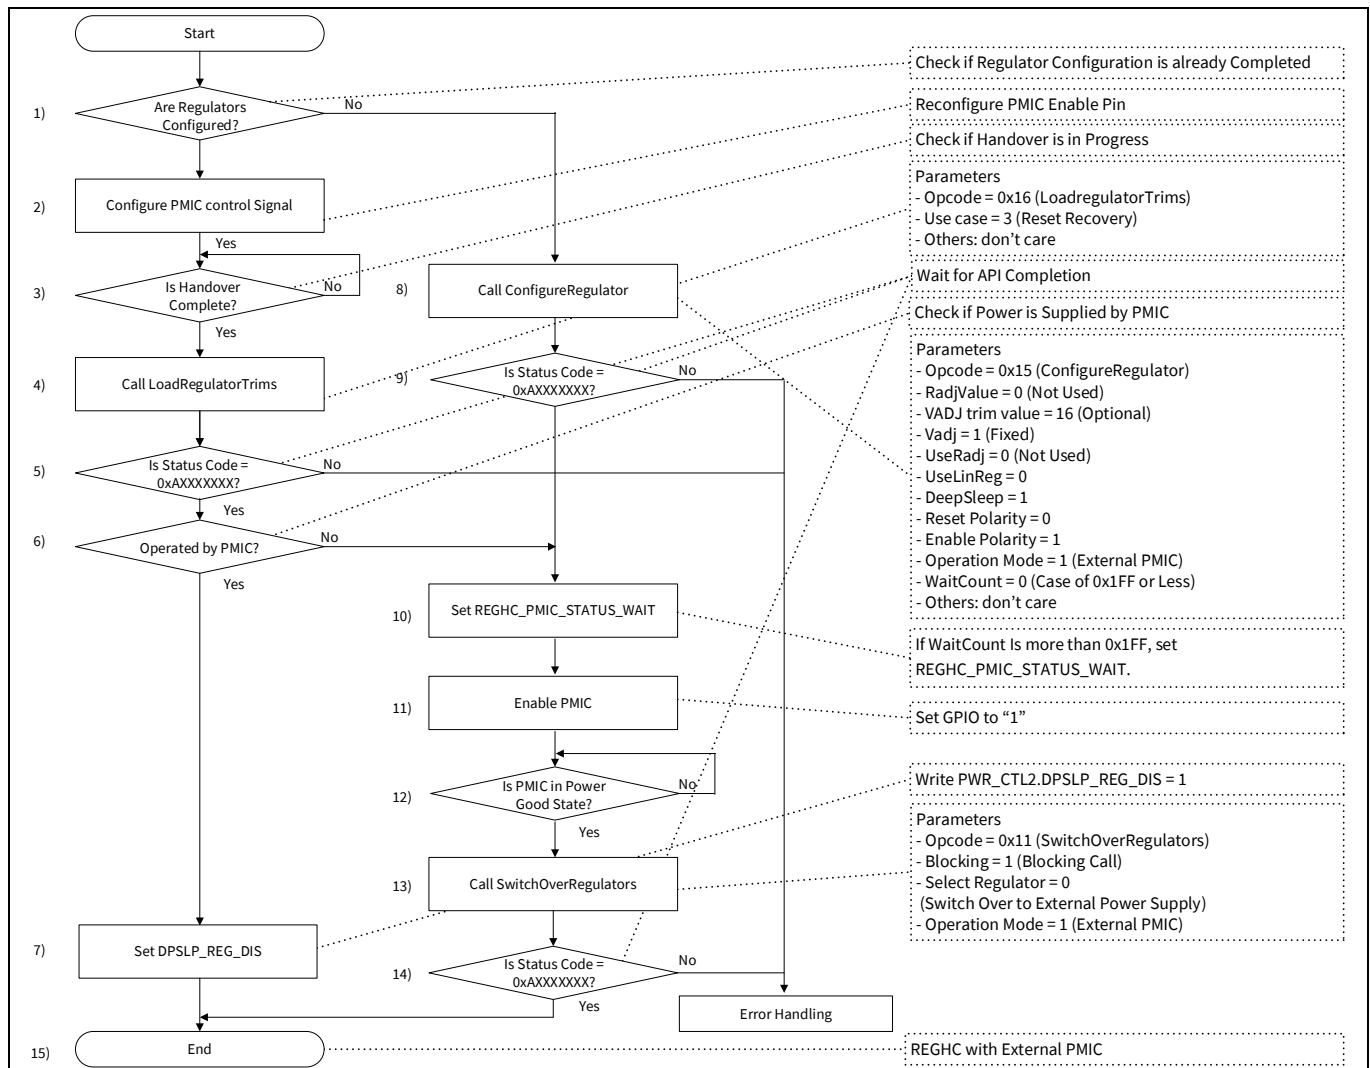 Start
1)
Are Regulators
Configured?
No
2)
Configure PMIC control Signal
Yes
3)
Is Handover
Complete?
No
Yes
4)
Call LoadRegulatorTrims
5)
Is Status Code =
0xAXXXXXXX?
No
Yes
6)
Operated by PMIC?
No
Yes
7)
Set DPSLP_REG_DIS
15)
End
8)
Call ConfigureRegulator
9)
Is Status Code =
0xAXXXXXXX?
No
10)
Set REGHC_PMIC_STATUS_WAIT
11)
Enable PMIC
12)
Is PMIC in Power
Good State?
No
Yes
13)
Call SwitchOverRegulators
14)
Is Status Code =
0xAXXXXXXX?
No
Yes
Error Handling
Check if Regulator Configuration is already Completed
Reconfigure PMIC Enable Pin
Check if Handover is in Progress
Parameters
- Opcode = 0x16 (LoadregulatorTrims)
- Use case = 3 (Reset Recovery)
- Others: don't care
Wait for API Completion
Check if Power is Supplied by PMIC
Parameters
- Opcode = 0x15 (ConfigureRegulator)
- RadjValue = 0 (Not Used)
- VADJ trim value = 16 (Optional)
- Vadj = 1 (Fixed)
- UseRadj = 0 (Not Used)
- UseLinReg = 0
- DeepSleep = 1
- Reset Polarity = 0
- Enable Polarity = 1
- Operation Mode = 1 (External PMIC)
- WaitCount = 0 (Case of 0x1FF or Less)
- Others: don't care
If WaitCount Is more than 0x1FF, set
REGHC_PMIC_STATUS_WAIT.
Set GPIO to “1”
Write PWR_CTL2.DPSLP_REG_DIS = 1
Parameters
- Opcode = 0x11 (SwitchOverRegulators)
- Blocking = 1 (Blocking Call)
- Select Regulator = 0
(Switch Over to External Power Supply)
- Operation Mode = 1 (External PMIC)
REGHC with External PMIC